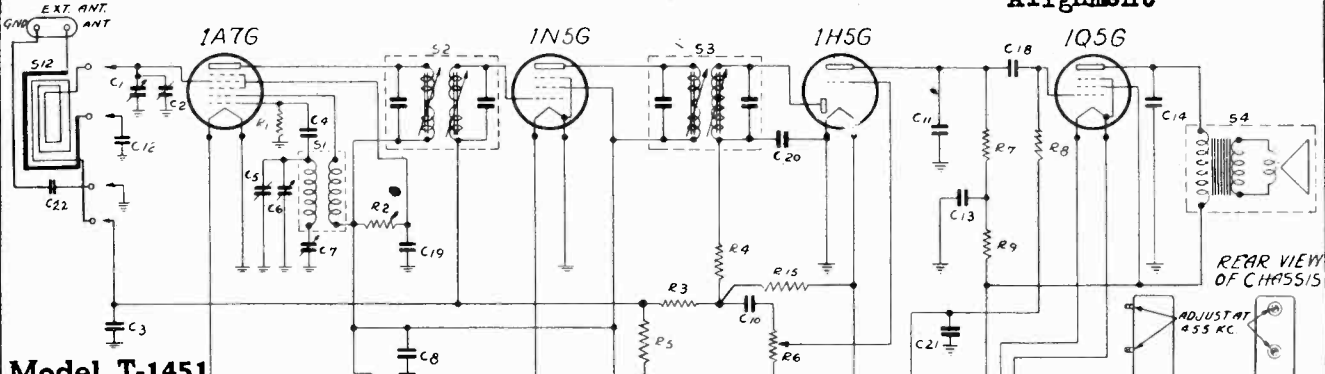 Alignment
EXT. ANT.
GND
ANT
1A7G
S2
1N5G
S3
1H5G
C18
1Q5G
S12
C1
C2
R1
C4
C12
S1
C5
C6
C22
R2
C7
C19
C20
C11
R7
R8
C14
S4
C13
R4
R9
R3
R15
C10
REAR VIEW
OF CHASSIS
C3
C8
R5
R6
C21
ADJUST AT
455 KC.
Model T-1451